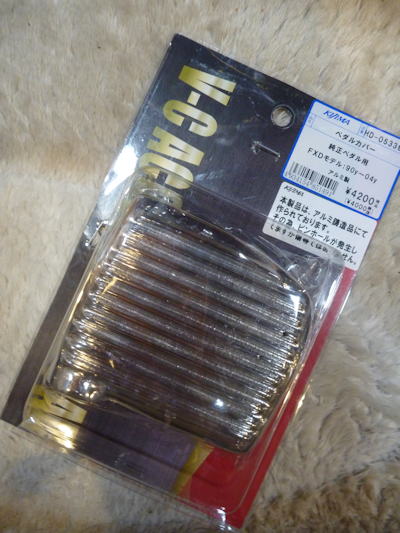 V-C ACc
KIJIMA
HD-05338
ペダルカバー
純正ペダル用
FXDモデル:90y～04y
アルミ製
¥4200
(¥4000)
KIJIMA
本製品は、アルミ鋳造品にて
作られております。
その為、ピンホールが発生し